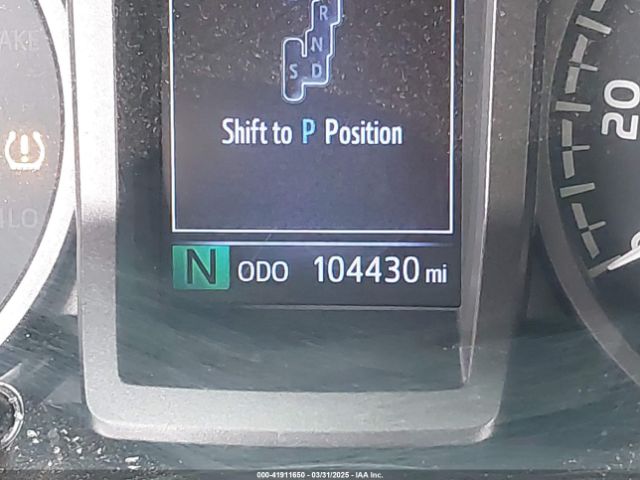 R
N
S D
Shift to P Position
N ODO 104430 mi
20
000-41911650 - 03/31/2025 - IAA Inc.